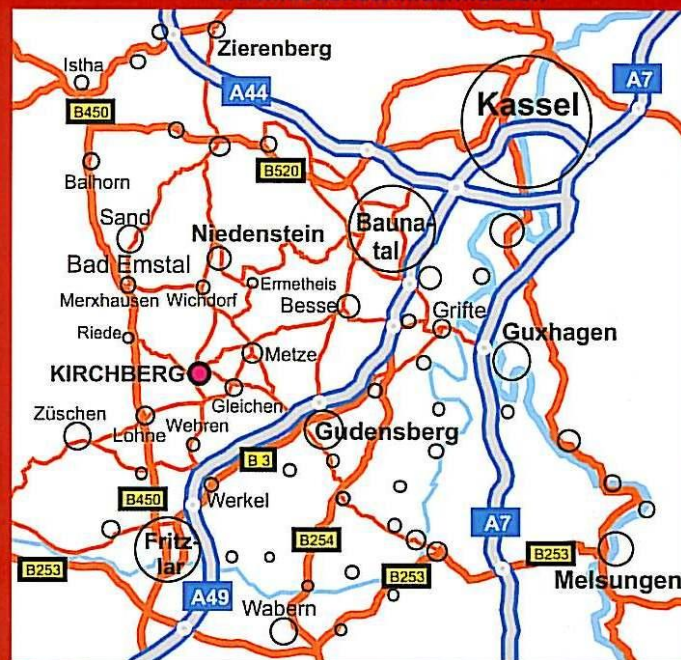 Zierenberg
Istha
A44
A7
B450
Kassel
B520
Balhorn
Sand
Niedenstein
Bauna-
tal
Bad Emstal
Ermetheis
Merxhausen
Wichdorf
Besse
Grifte
Riede
Guxhagen
Metze
KIRCHBERG
Gleichen
Züschen
Lohne
Wehren
Gudensberg
B 3
B450
Werkel
A7
Fritz-
lar
B254
B253
B253
B253
A49
Melsungen
Wabern